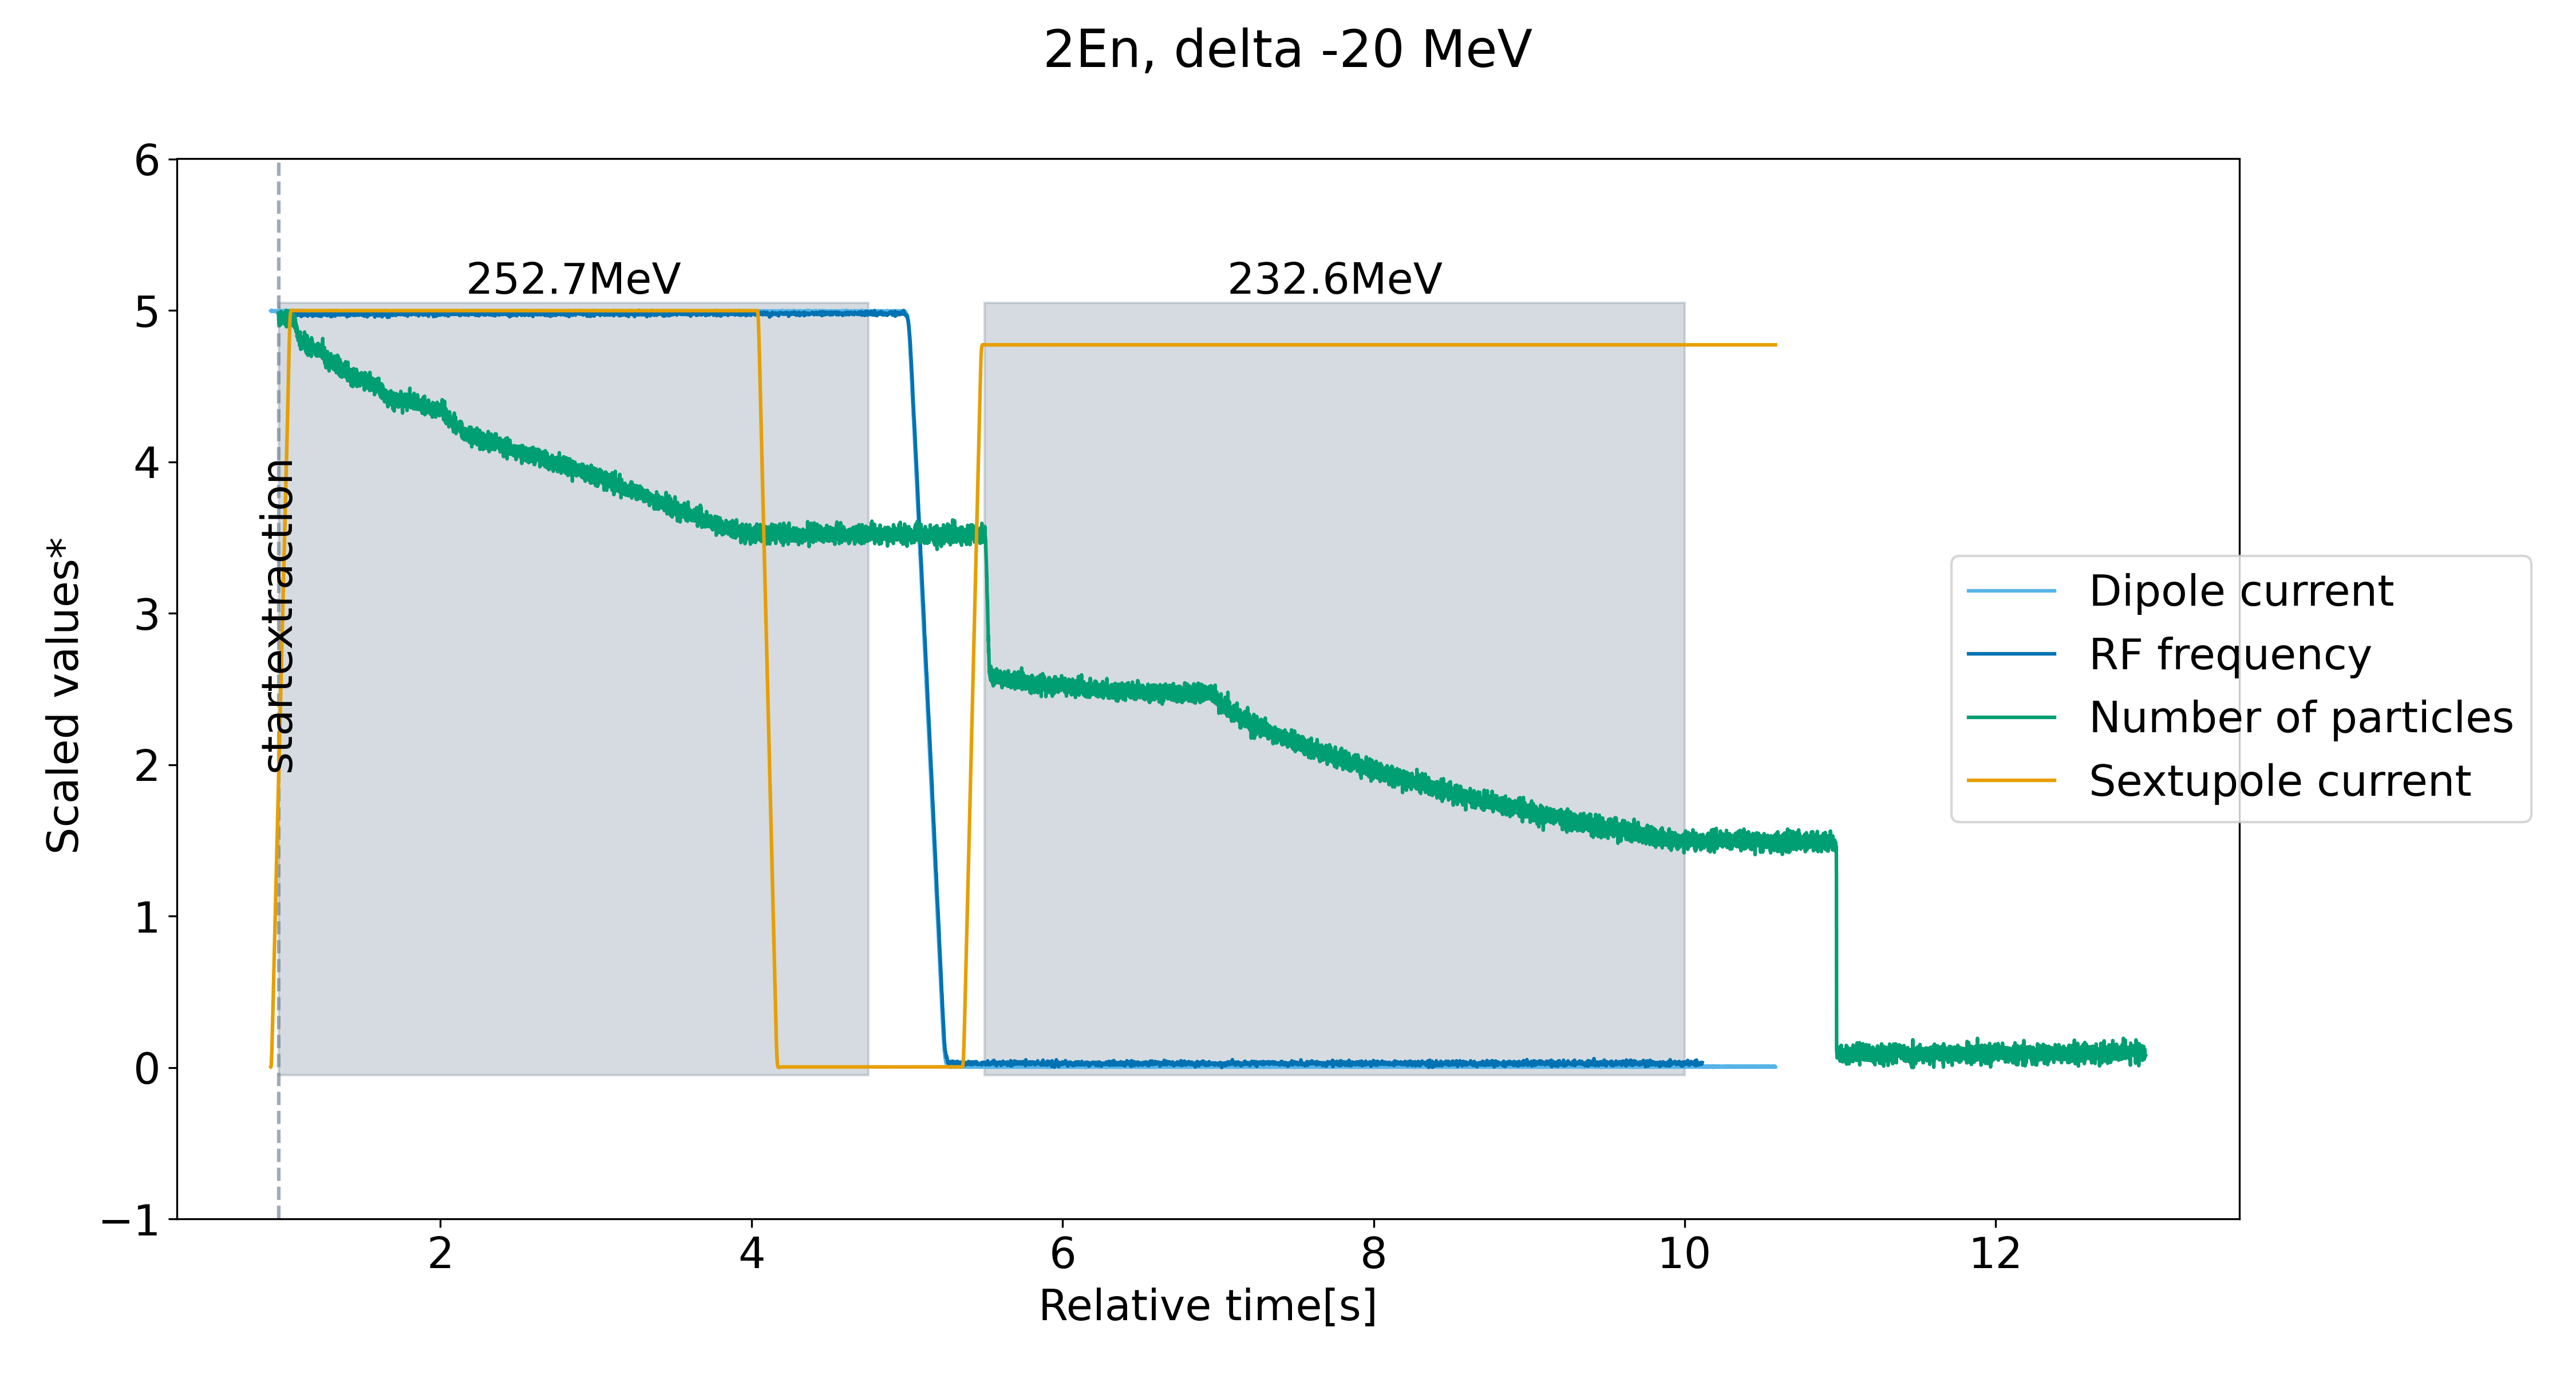 2En, delta -20 MeV
6
5
4
3
2
1
0
−1
Scaled values*
startextraction
252.7MeV
232.6MeV
Dipole current
RF frequency
Number of particles
Sextupole current
2
4
6
8
10
12
Relative time[s]